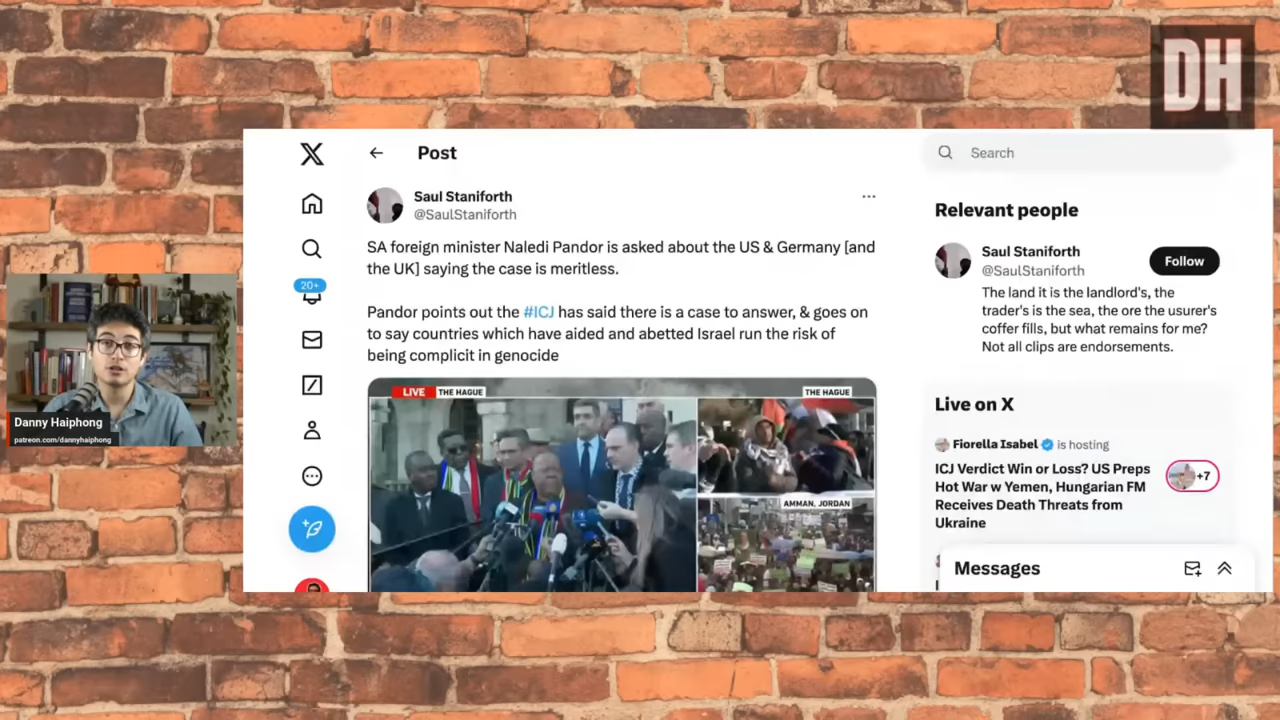 DH
Post
Search
Saul Staniforth
@SaulStaniforth
SA foreign minister Naledi Pandor is asked about the US & Germany [and
the UK] saying the case is meritless.
Pandor points out the #ICJ has said there is a case to answer, & goes on
to say countries which have aided and abetted Israel run the risk of
being complicit in genocide
LIVE THE HAGUE
THE HAGUE
AMMAN, JORDAN
20+
Relevant people
Saul Staniforth
@SaulStaniforth
Follow
The land it is the landlord's, the
trader's is the sea, the ore the usurer's
coffer fills, but what remains for me?
Not all clips are endorsements.
Live on X
Fiorella Isabel is hosting
ICJ Verdict Win or Loss? US Preps
Hot War w Yemen, Hungarian FM
Receives Death Threats from
Ukraine
+7
Messages
Danny Haiphong
patreon.com/dannyhaiphong